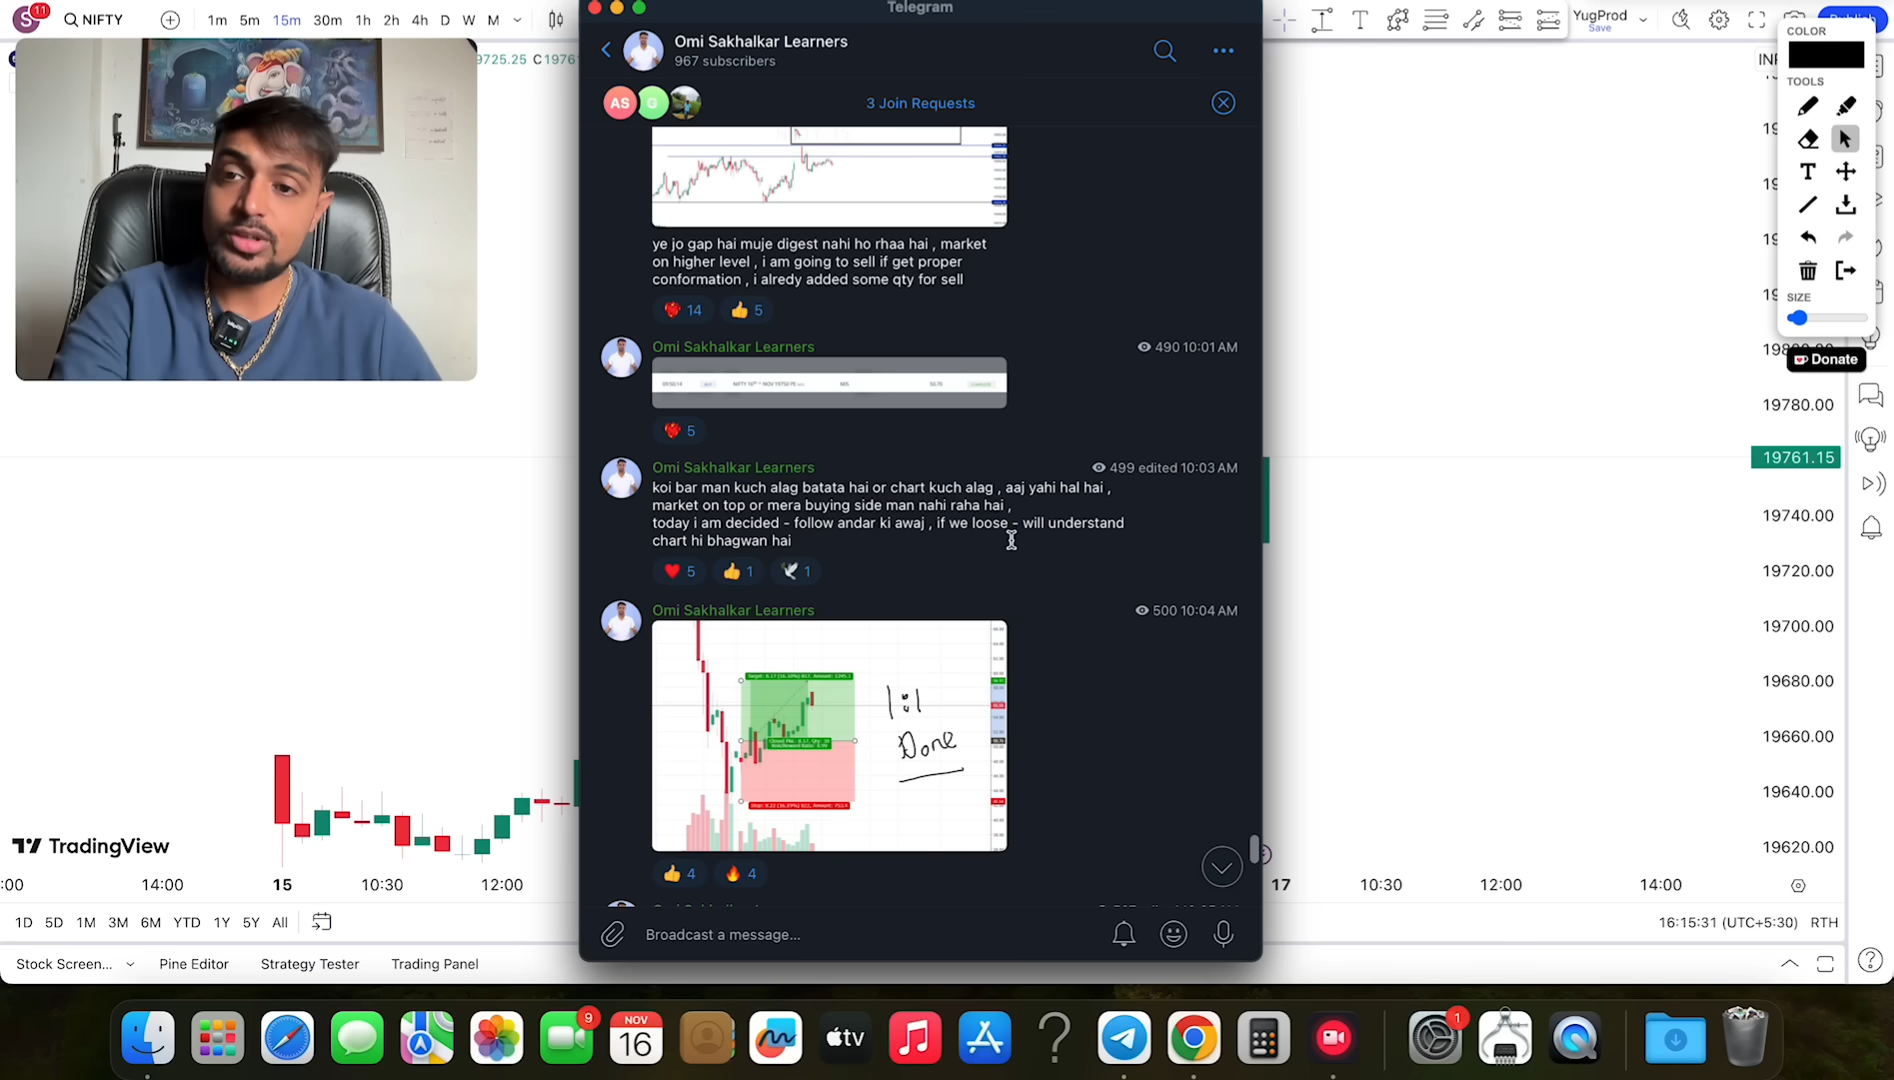 S 11
NIFTY
1m 5m 15m 30m 1h 2h 4h D W M
YugProd
Save
9725.25 C1976
Telegram
Omi Sakhalkar Learners
967 subscribers
AS G
3 Join Requests
ye jo gap hai muje digest nahi ho rhaa hai , market
on higher level , i am going to sell if get proper
conformation , i alredy added some qty for sell
14 5
Omi Sakhalkar Learners
490 10:01 AM
5
Omi Sakhalkar Learners
499 edited 10:03 AM
koi bar man kuch alag batata hai or chart kuch alag , aaj yahi hal hai ,
market on top or mera buying side man nahi raha hai ,
today i am decided - follow andar ki awaj , if we loose - will understand
chart hi bhagwan hai
5 1 1
Omi Sakhalkar Learners
500 10:04 AM
1:1
Done
4 4
Broadcast a message...
COLOR
TOOLS
SIZE
Donate
19780.00
19761.15
19740.00
19720.00
19700.00
19680.00
19660.00
19640.00
19620.00
TradingView
:00 14:00 15 10:30 12:00
17 10:30 12:00 14:00
1D 5D 1M 3M 6M YTD 1Y 5Y All
16:15:31 (UTC+5:30) RTH
Stock Screen... Pine Editor Strategy Tester Trading Panel
9
NOV
16
tv
1